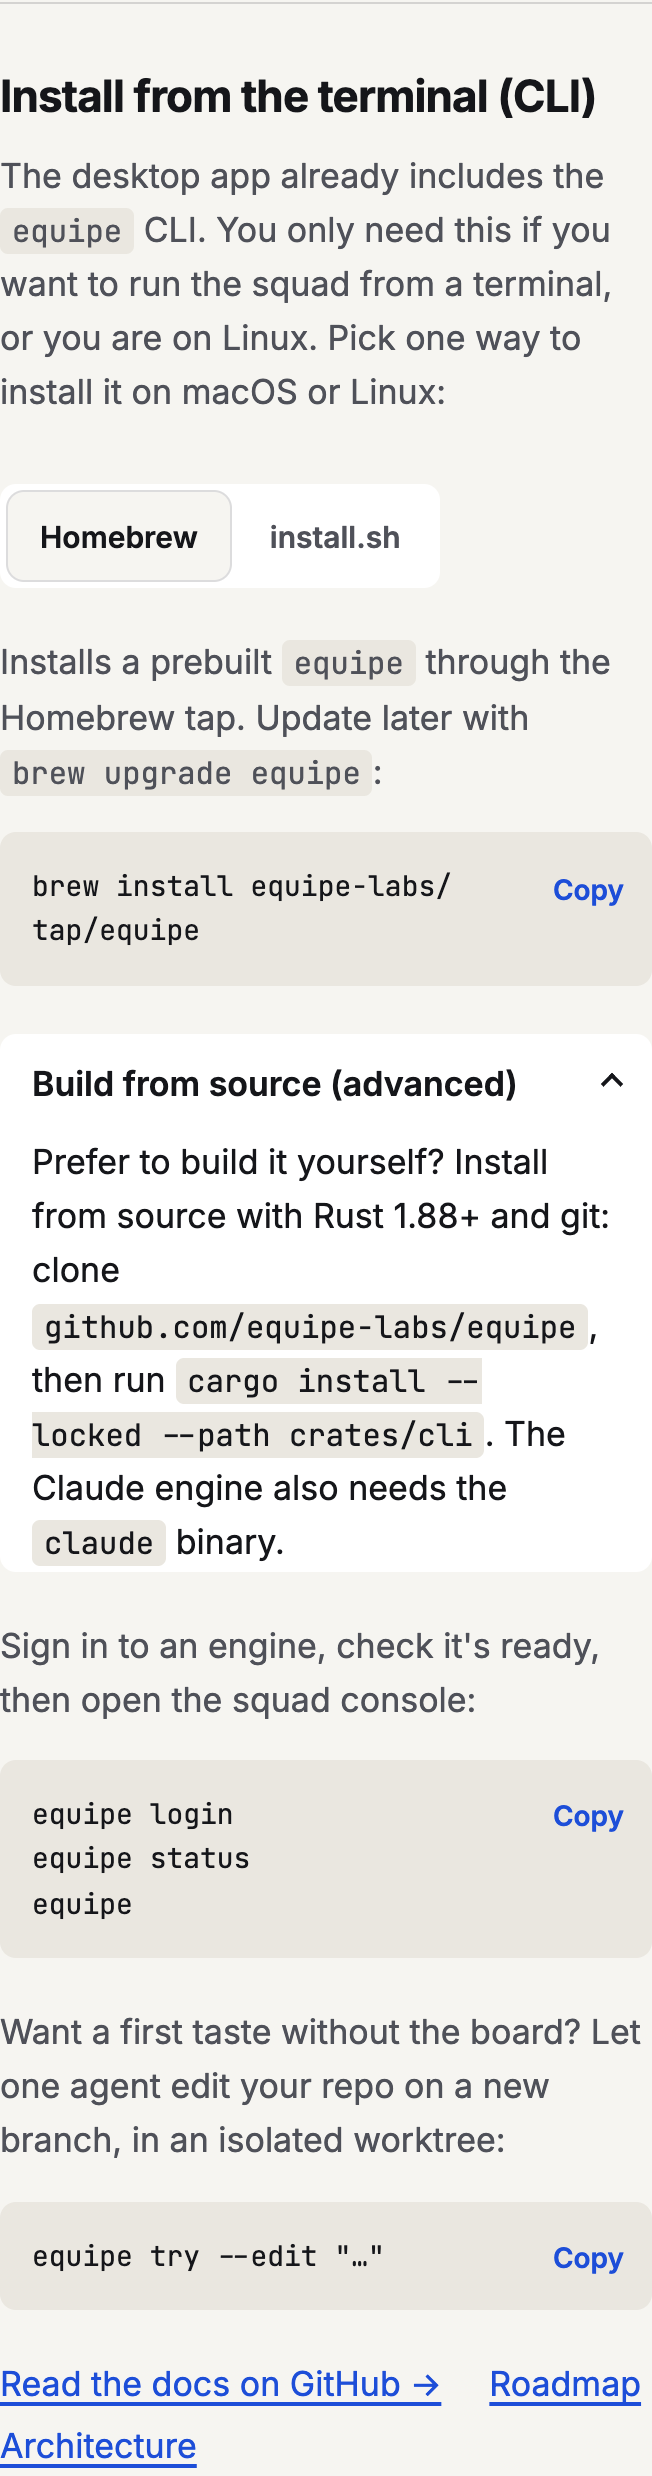 Install from the terminal (CLI)
The desktop app already includes the
equipe CLI. You only need this if you
want to run the squad from a terminal,
or you are on Linux. Pick one way to
install it on macOS or Linux:
Homebrew install.sh
Installs a prebuilt equipe through the
Homebrew tap. Update later with
brew upgrade equipe:
brew install equipe-labs/ Copy
tap/equipe
Build from source (advanced)
Prefer to build it yourself? Install
from source with Rust 1.88+ and git:
clone
github.com/equipe-labs/equipe,
then run cargo install --
locked --path crates/cli. The
Claude engine also needs the
claude binary.
Sign in to an engine, check it's ready,
then open the squad console:
equipe login Copy
equipe status
equipe
Want a first taste without the board? Let
one agent edit your repo on a new
branch, in an isolated worktree:
equipe try --edit "…" Copy
Read the docs on GitHub → Roadmap
Architecture